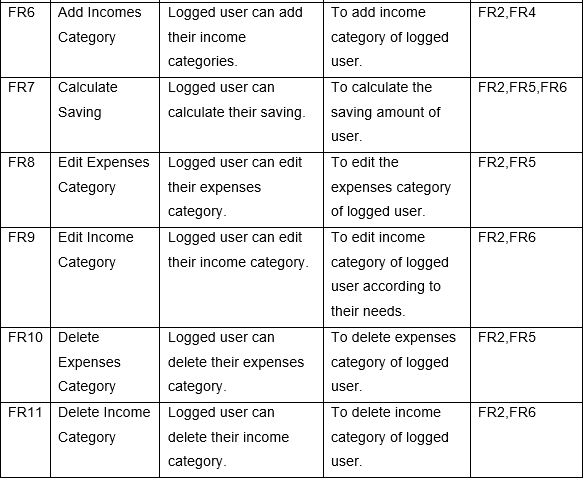 FR6 Add Incomes Logged user can add To add income FR2,FR4
Category their income category of logged
categories. user.
FR7 Calculate Logged user can To calculate the FR2,FR5,FR6
Saving calculate their saving. saving amount of
user.
FR8 Edit Expenses Logged user can edit To edit the FR2,FR5
Category their expenses expenses category
category. of logged user.
FR9 Edit Income Logged user can edit To edit income FR2,FR6
Category their income category. category of logged
user according to
their needs.
FR10 Delete Logged user can To delete expenses FR2,FR5
Expenses delete their expenses category of logged
Category category. user.
FR11 Delete Income Logged user can To delete income FR2,FR6
Category delete their income category of logged
category. user.